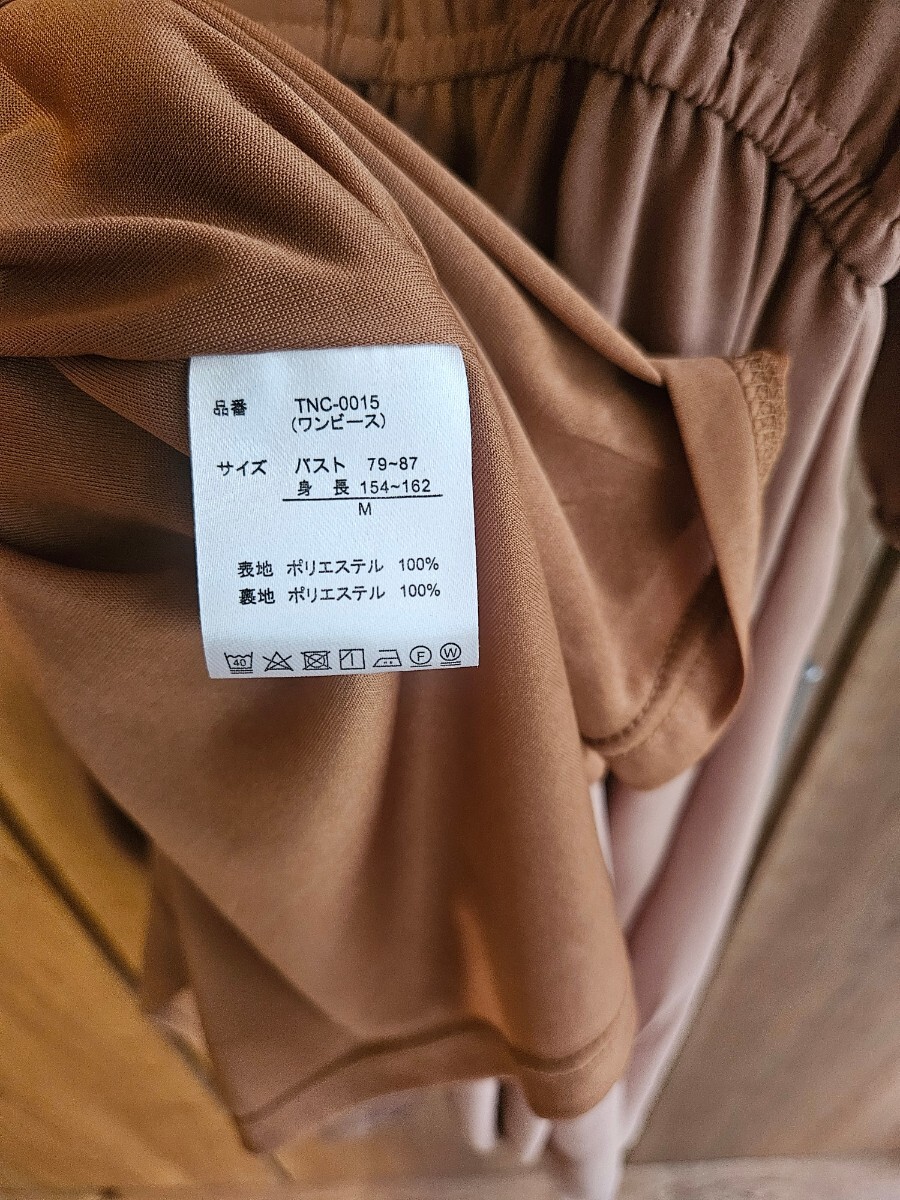 品番 TNC-0015
(ワンピース)
サイズ バスト 79~87
身 長 154~162
M
表地 ポリエステル 100%
裏地 ポリエステル 100%
40 F W